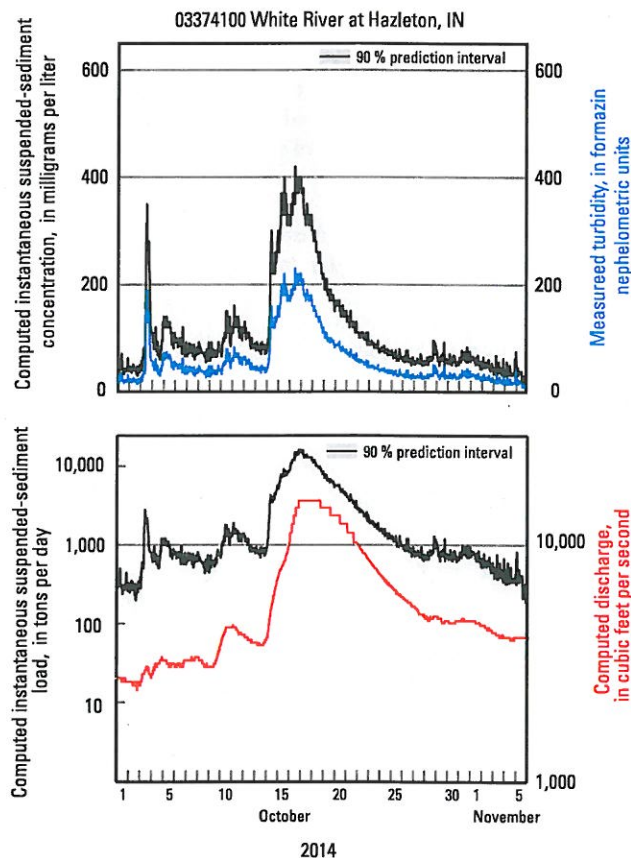 03374100 White River at Hazleton, IN
Computed instantaneous suspended-sediment
concentration, in milligrams per liter
600
400
200
0
90 % prediction interval
600
400
200
0
Measureed turbidity, in formazin
nephelometric units
Computed instantaneous suspended-sediment
load, in tons per day
10,000
1,000
100
10
90 % prediction interval
10,000
1,000
Computed discharge,
in cubic feet per second
1 5 10 15 20 25 30 1 5
October November
2014